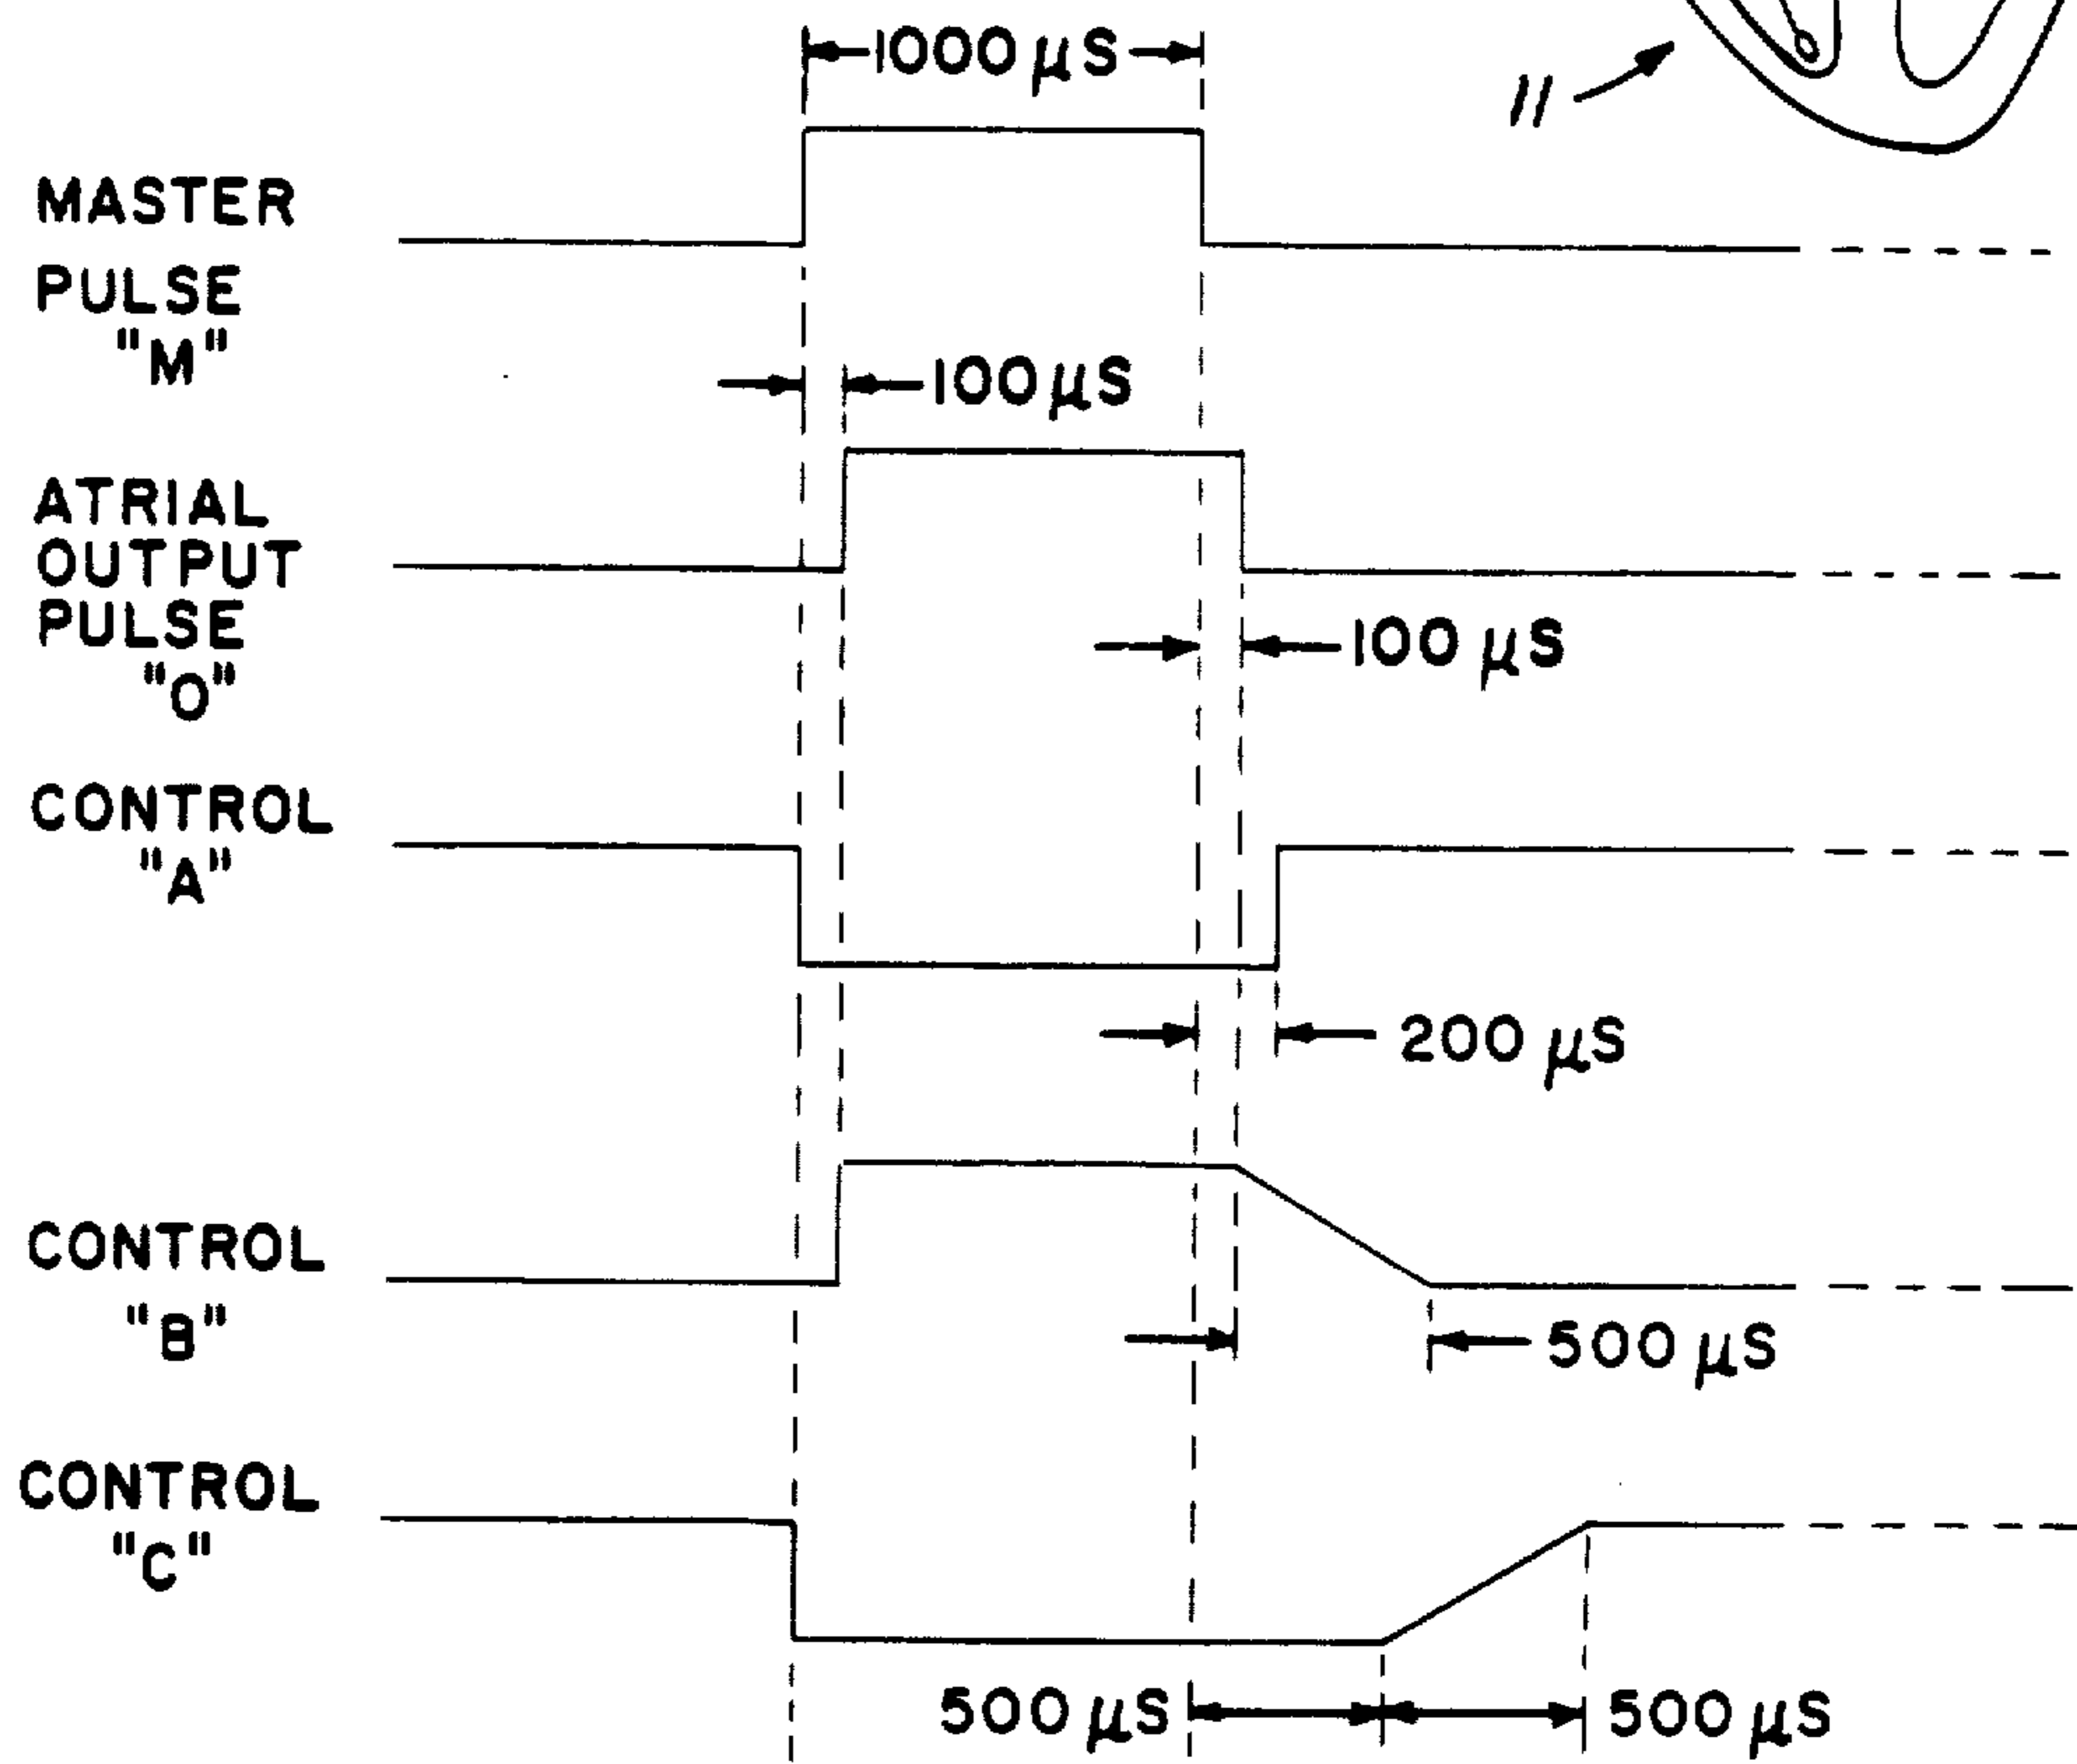 1000 μS
11
MASTER
PULSE
"M"
100 μS
ATRIAL
OUTPUT
PULSE
"O"
100 μS
CONTROL
"A"
200 μS
CONTROL
"B"
500 μS
CONTROL
"C"
500 μS 500 μS